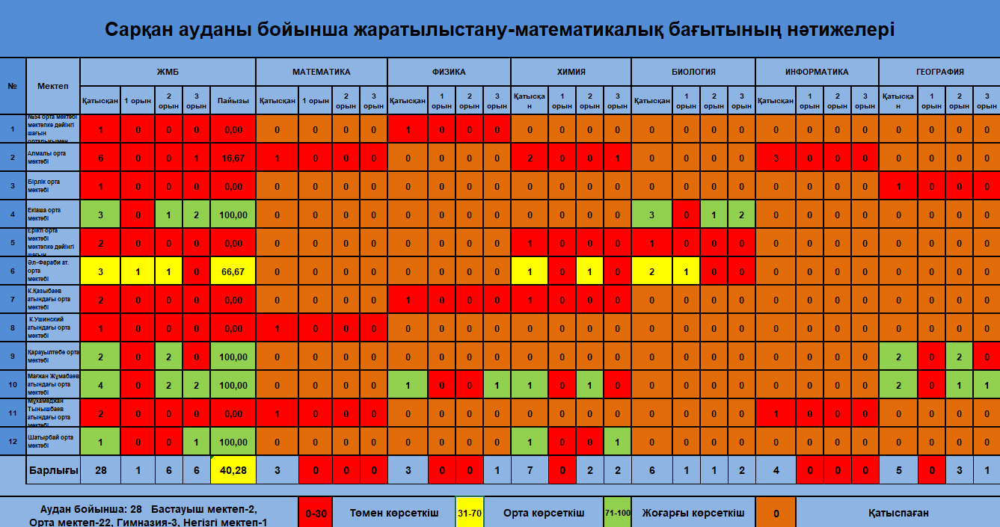 Сарқан ауданы бойынша жаратылыстану-математикалық бағытының нәтижелері
№ Мектеп ЖМБ МАТЕМАТИКА ФИЗИКА ХИМИЯ БИОЛОГИЯ ИНФОРМАТИКА ГЕОГРАФИЯ
Қатысқан 1 орын 2 орын 3 орын Пайызы Қатысқан 1 орын 2 орын 3 орын Қатысқан 1 орын 2 орын 3 орын Қатысқан 1 орын 2 орын 3 орын Қатысқан 1 орын 2 орын 3 орын Қатысқан 1 орын 2 орын 3 орын Қатысқан 1 орын 2 орын 3 орын
1 №54 орта мектебі мектепке дейінгі шағын орталығымен 1 0 0 0 0,00 0 0 0 0 1 0 0 0 0 0 0 0 0 0 0 0 0 0 0 0 0 0 0 0
2 Алмалы орта мектебі 6 0 0 1 16,67 1 0 0 0 0 0 0 0 2 0 0 1 0 0 0 0 3 0 0 0 0 0 0 0
3 Бірлік орта мектебі 1 0 0 0 0,00 0 0 0 0 0 0 0 0 0 0 0 0 0 0 0 0 0 0 0 0 1 0 0 0
4 Екіаша орта мектебі 3 0 1 2 100,00 0 0 0 0 0 0 0 0 0 0 0 0 3 0 1 2 0 0 0 0 0 0 0 0
5 Ерікті орта мектебі мектепке дейінгі шағын 2 0 0 0 0,00 0 0 0 0 0 0 0 0 1 0 0 0 1 0 0 0 0 0 0 0 0 0 0 0
6 Әл-Фараби ат. орта мектебі 3 1 1 0 66,67 0 0 0 0 0 0 0 0 1 0 1 0 2 1 0 0 0 0 0 0 0 0 0 0
7 К.Қазыбаев атындағы орта мектебі 2 0 0 0 0,00 0 0 0 0 1 0 0 0 1 0 0 0 0 0 0 0 0 0 0 0 0 0 0 0
8 К.Ушинский атындағы орта мектебі 1 0 0 0 0,00 1 0 0 0 0 0 0 0 0 0 0 0 0 0 0 0 0 0 0 0 0 0 0 0
9 Қарауылтөбе орта мектебі 2 0 2 0 100,00 0 0 0 0 0 0 0 0 0 0 0 0 0 0 0 0 0 0 0 0 2 0 2 0
10 Мағжан Жұмабаев атындағы орта мектебі 4 0 2 2 100,00 0 0 0 0 1 0 0 1 1 0 1 0 0 0 0 0 0 0 0 0 2 0 1 1
11 Мұхамеджан Тынышбаев атындағы орта мектебі 2 0 0 0 0,00 1 0 0 0 0 0 0 0 0 0 0 0 0 0 0 0 1 0 0 0 0 0 0 0
12 Шатырбай орта мектебі 1 0 0 1 100,00 0 0 0 0 0 0 0 0 1 0 0 1 0 0 0 0 0 0 0 0 0 0 0 0
Барлығы 28 1 6 6 40,28 3 0 0 0 3 0 0 1 7 0 2 2 6 1 1 2 4 0 0 0 5 0 3 1
Аудан бойынша: 28 Бастауыш мектеп-2,
Орта мектеп-22, Гимназия-3, Негізгі мектеп-1
0-30 Төмен көрсеткіш 31-70 Орта көрсеткіш 71-100 Жоғарғы көрсеткіш 0 Қатыспаған